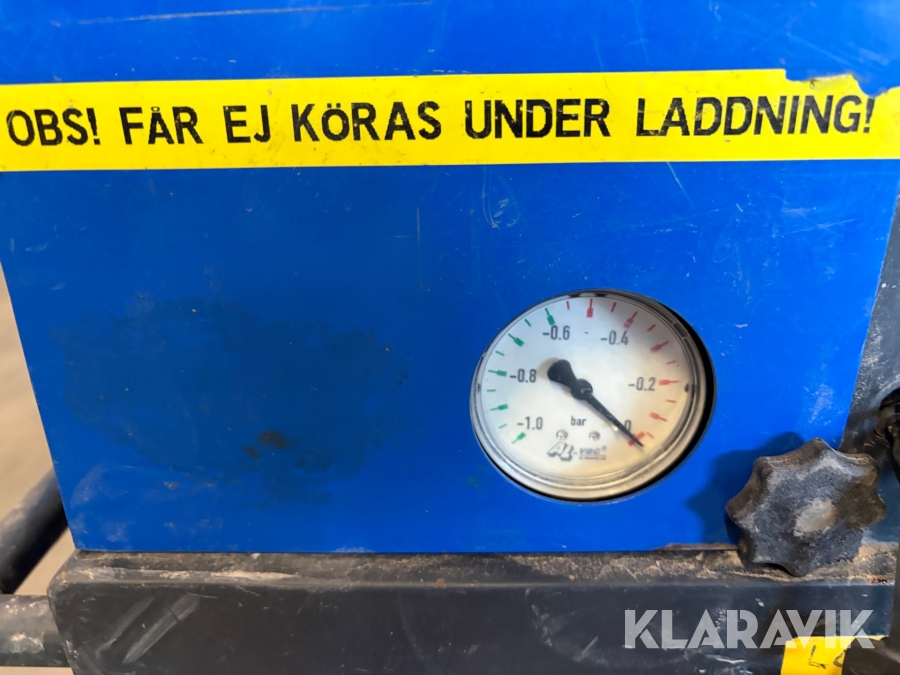 OBS! FÅR EJ KÖRAS UNDER LADDNING!
-0.6 -0.4
-0.8 -0.2
-1.0 bar 0
KLARAVIK